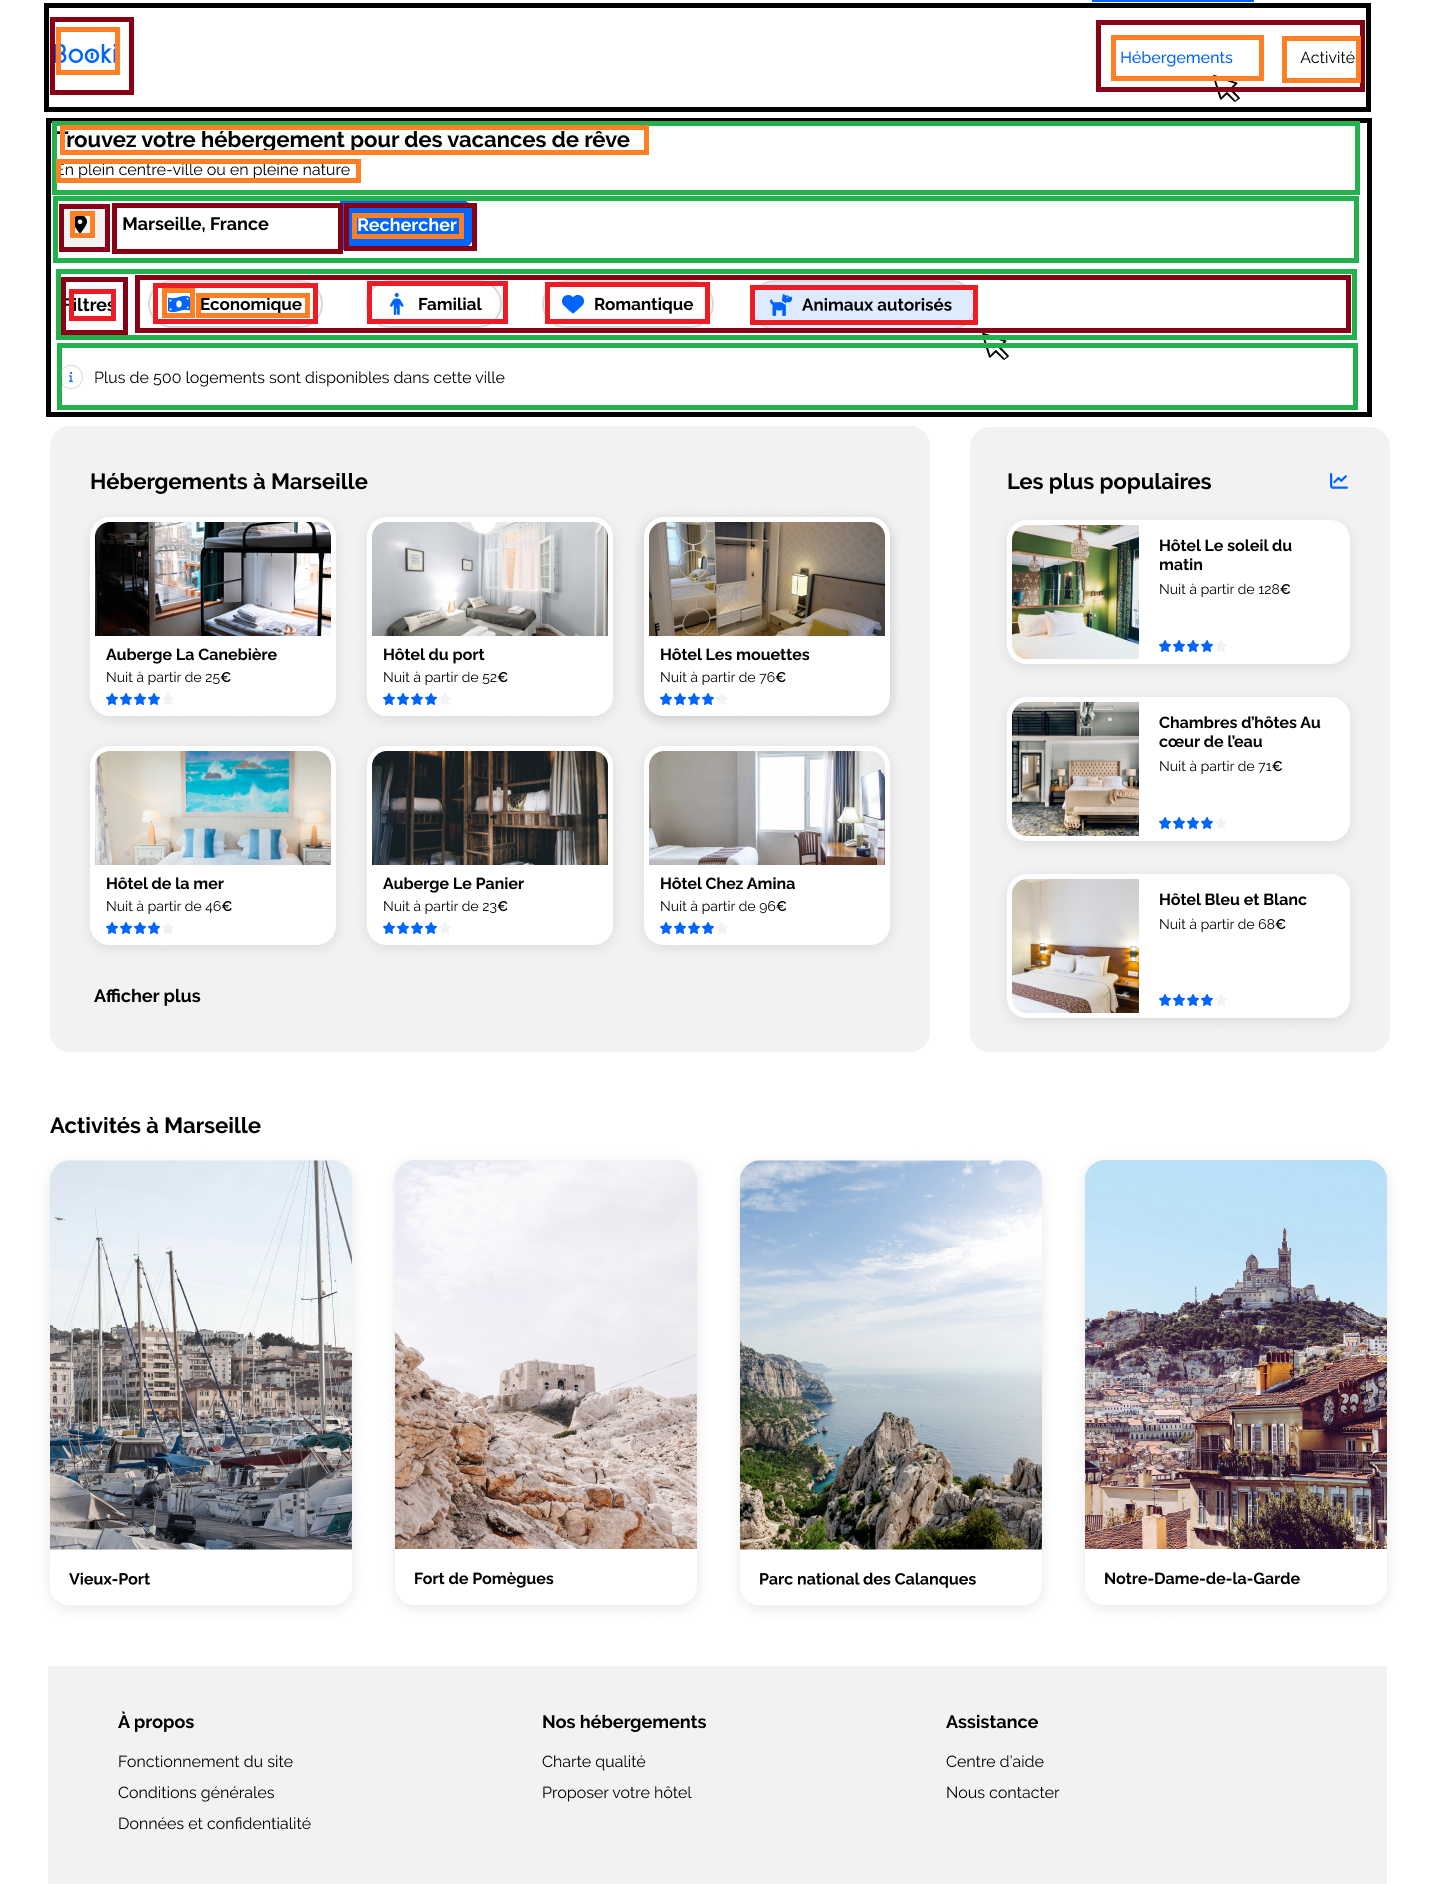 Booki
Hébergements
Activité
Trouvez votre hébergement pour des vacances de rêve
En plein centre-ville ou en pleine nature
Marseille, France
Rechercher
Filtres
Economique
Familial
Romantique
Animaux autorisés
Plus de 500 logements sont disponibles dans cette ville
Hébergements à Marseille
Auberge La Canebière
Nuit à partir de 25€
Hôtel du port
Nuit à partir de 52€
Hôtel Les mouettes
Nuit à partir de 76€
Hôtel de la mer
Nuit à partir de 46€
Auberge Le Panier
Nuit à partir de 23€
Hôtel Chez Amina
Nuit à partir de 96€
Afficher plus
Les plus populaires
Hôtel Le soleil du
matin
Nuit à partir de 128€
Chambres d'hôtes Au
cœur de l'eau
Nuit à partir de 71€
Hôtel Bleu et Blanc
Nuit à partir de 68€
Activités à Marseille
Vieux-Port
Fort de Pomègues
Parc national des Calanques
Notre-Dame-de-la-Garde
À propos
Fonctionnement du site
Conditions générales
Données et confidentialité
Nos hébergements
Charte qualité
Proposer votre hôtel
Assistance
Centre d'aide
Nous contacter